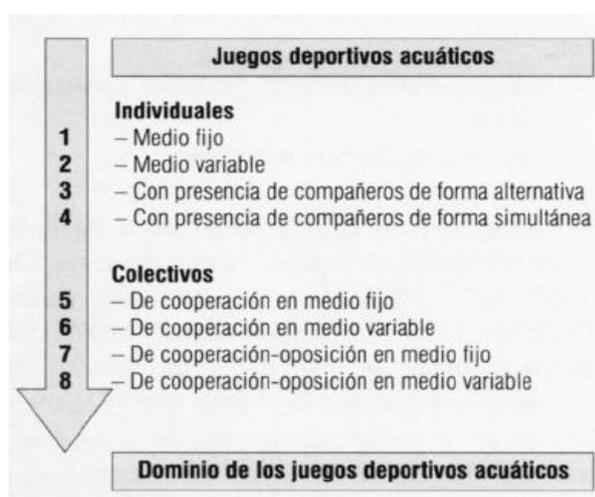 Juegos deportivos acuáticos
Individuales
1 – Medio fijo
2 – Medio variable
3 – Con presencia de compañeros de forma alternativa
4 – Con presencia de compañeros de forma simultánea
Colectivos
5 – De cooperación en medio fijo
6 – De cooperación en medio variable
7 – De cooperación-oposición en medio fijo
8 – De cooperación-oposición en medio variable
Dominio de los juegos deportivos acuáticos